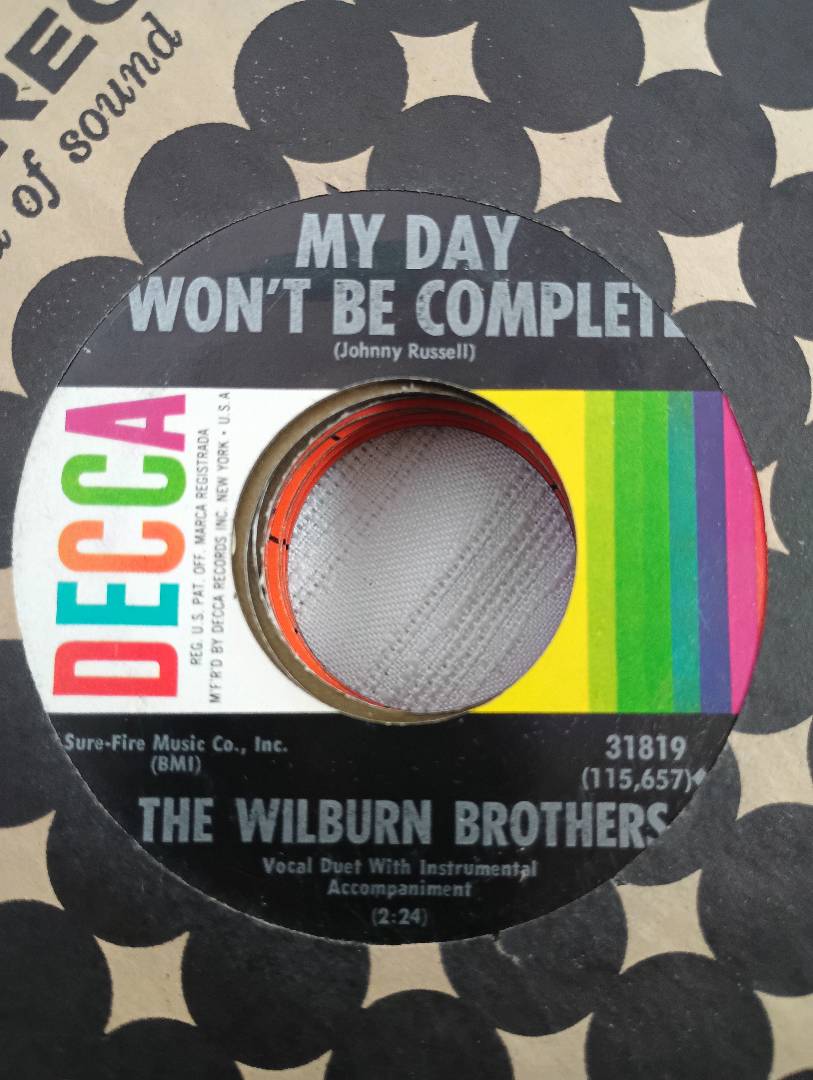 REC
of sound
MY DAY
WON'T BE COMPLETE
(Johnny Russell)
DECCA
REG. U.S. PAT. OFF. MARCA REGISTRADA
M'F'R'D BY DECCA RECORDS INC. NEW YORK • U.S.A
Sure-Fire Music Co., Inc.
(BMI)
31819
(115,657)♦
THE WILBURN BROTHERS
Vocal Duet With Instrumental
Accompaniment
(2:24)